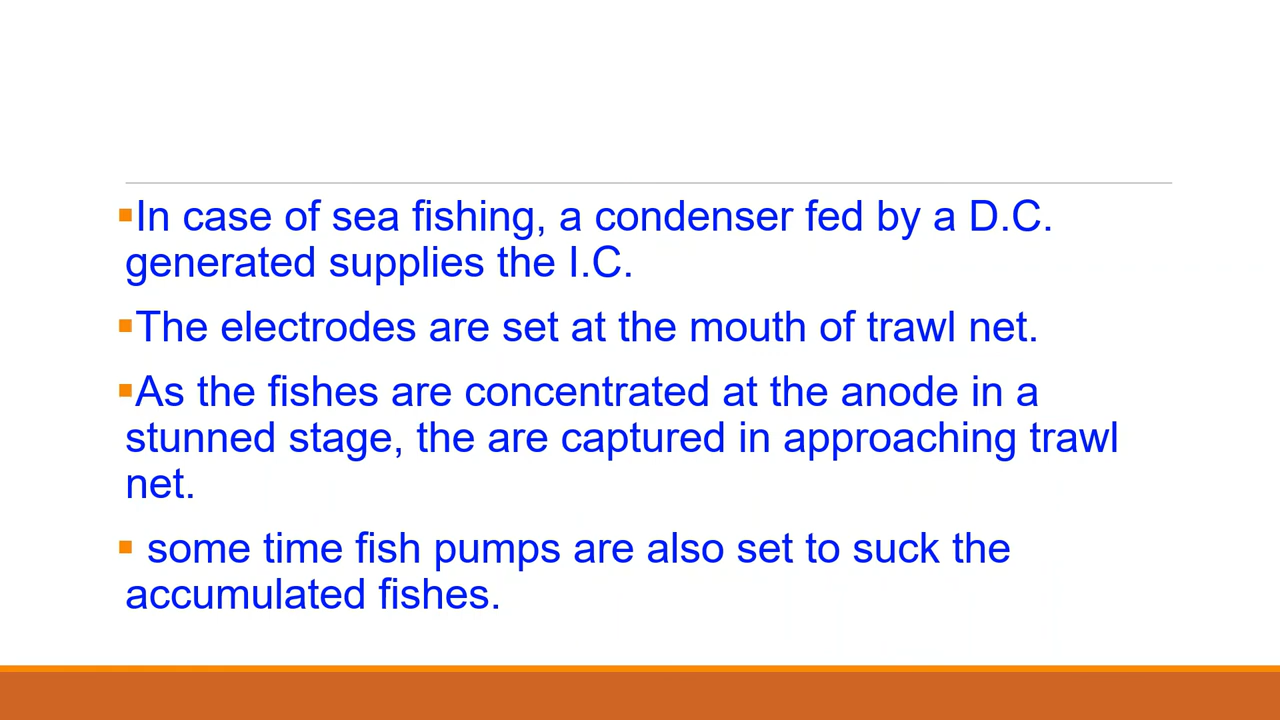 ▪In case of sea fishing, a condenser fed by a D.C.
generated supplies the I.C.
▪The electrodes are set at the mouth of trawl net.
▪As the fishes are concentrated at the anode in a
stunned stage, the are captured in approaching trawl
net.
▪ some time fish pumps are also set to suck the
accumulated fishes.